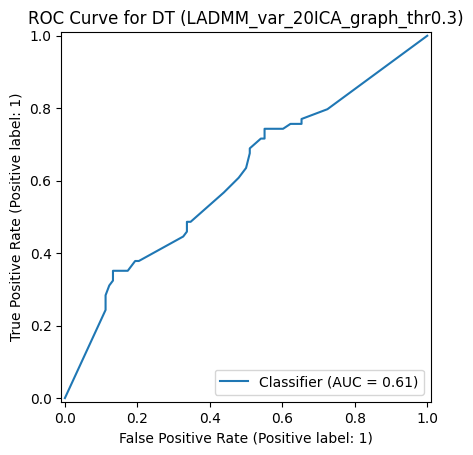 ROC Curve for DT (LADMM_var_20ICA_graph_thr0.3)
1.0
0.8
0.6
0.4
0.2
0.0
True Positive Rate (Positive label: 1)
Classifier (AUC = 0.61)
0.0 0.2 0.4 0.6 0.8 1.0
False Positive Rate (Positive label: 1)